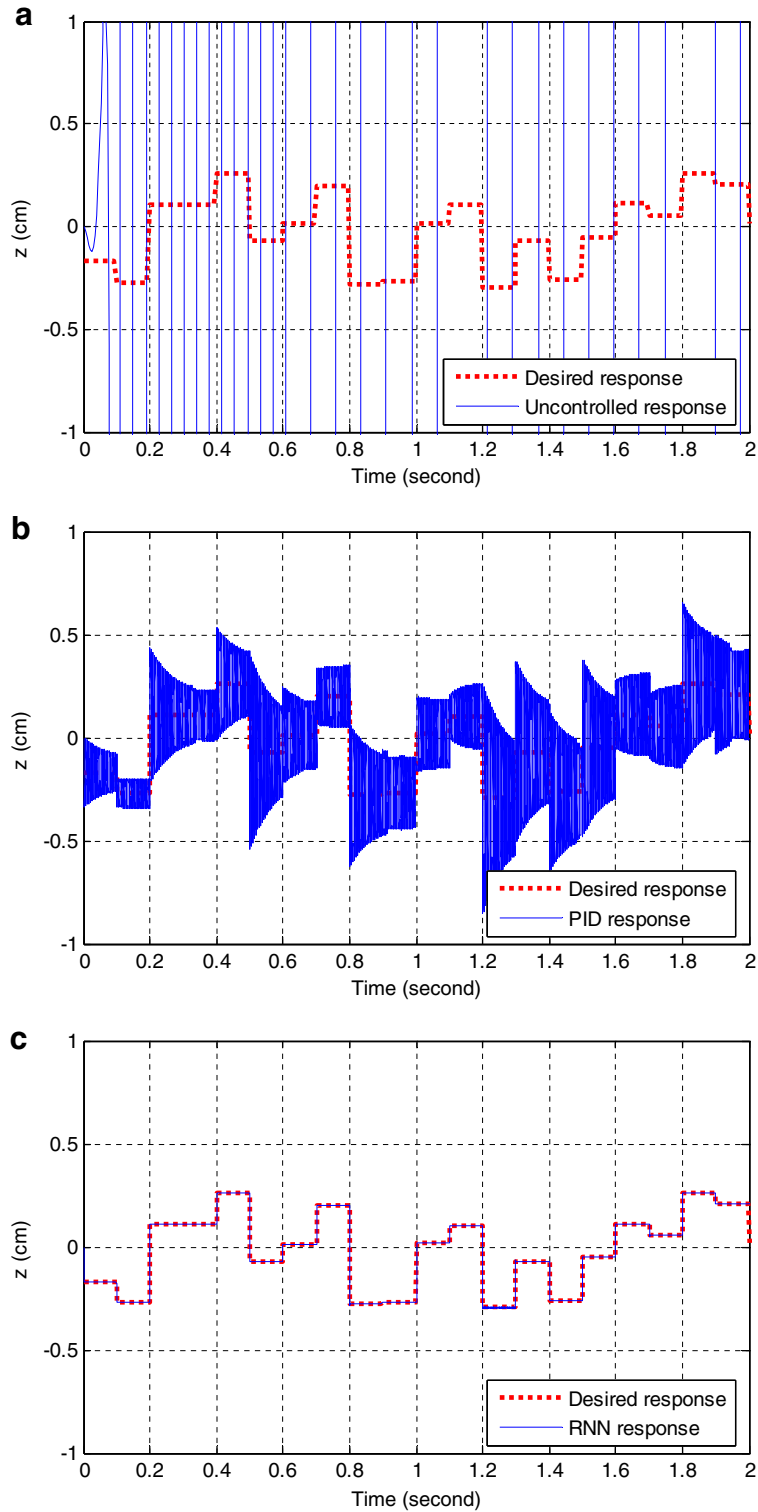 a
1
0.5
0
-0.5
-1
z (cm)
Desired response
Uncontrolled response
0 0.2 0.4 0.6 0.8 1 1.2 1.4 1.6 1.8 2
Time (second)
b
1
0.5
0
-0.5
-1
z (cm)
Desired response
PID response
0 0.2 0.4 0.6 0.8 1 1.2 1.4 1.6 1.8 2
Time (second)
c
1
0.5
0
-0.5
-1
z (cm)
Desired response
RNN response
0 0.2 0.4 0.6 0.8 1 1.2 1.4 1.6 1.8 2
Time (second)